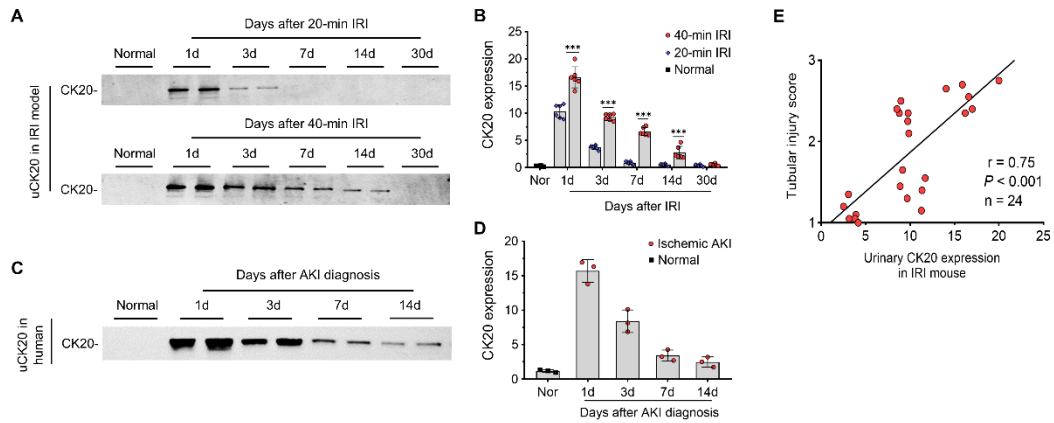 A
Days after 20-min IRI
Normal 1d 3d 7d 14d 30d
CK20-
Days after 40-min IRI
Normal 1d 3d 7d 14d 30d
CK20-
uCK20 in IRI model
B
CK20 expression
25
20
15
10
5
0
40-min IRI
20-min IRI
Normal
*** *** *** ***
Nor 1d 3d 7d 14d 30d
Days after IRI
C
Days after AKI diagnosis
Normal 1d 3d 7d 14d
CK20-
uCK20 in
human
D
CK20 expression
20
15
10
5
0
Ischemic AKI
Normal
Nor 1d 3d 7d 14d
Days after AKI diagnosis
E
Tubular injury score
3
2
1
r = 0.75
P < 0.001
n = 24
0 5 10 15 20 25
Urinary CK20 expression
in IRI mouse